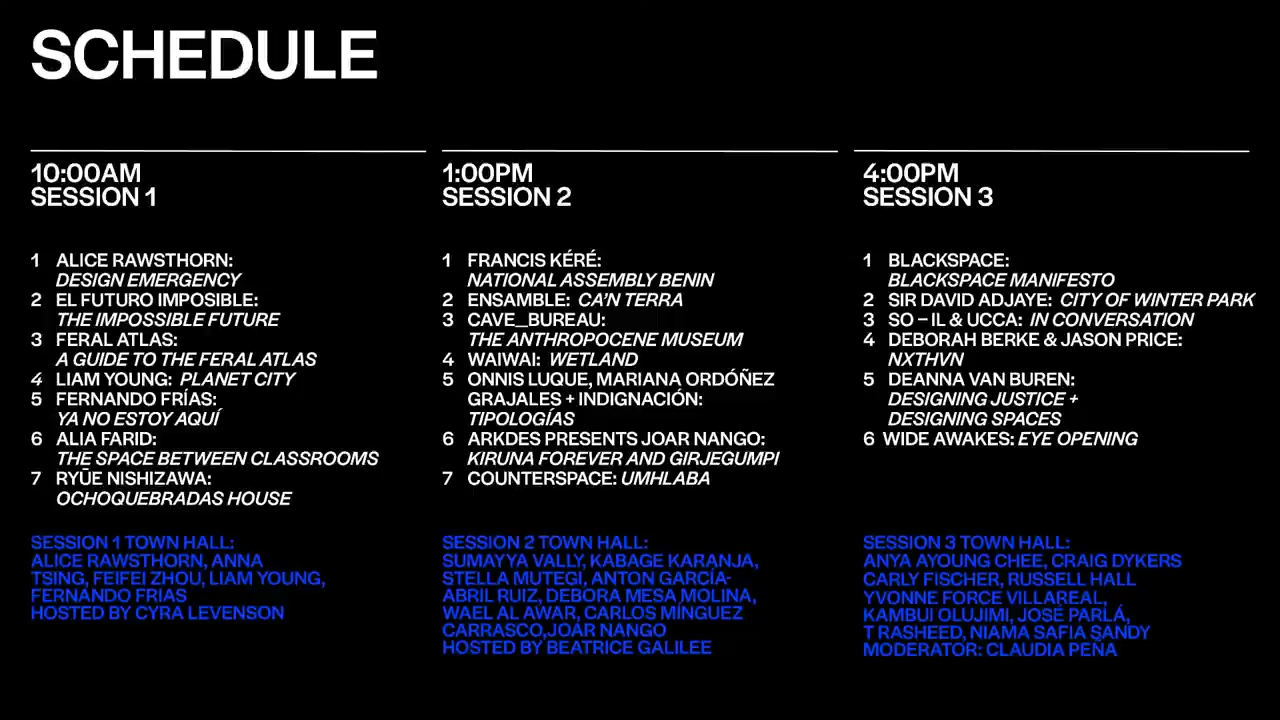 SCHEDULE
10:00AM
SESSION 1
1 ALICE RAWSTHORN:
DESIGN EMERGENCY
2 EL FUTURO IMPOSIBLE:
THE IMPOSSIBLE FUTURE
3 FERAL ATLAS:
A GUIDE TO THE FERAL ATLAS
4 LIAM YOUNG: PLANET CITY
5 FERNANDO FRÍAS:
YA NO ESTOY AQUÍ
6 ALIA FARID:
THE SPACE BETWEEN CLASSROOMS
7 RYŪE NISHIZAWA:
OCHOQUEBRADAS HOUSE
SESSION 1 TOWN HALL:
ALICE RAWSTHORN, ANNA
TSING, FEIFEI ZHOU, LIAM YOUNG,
FERNANDO FRIAS
HOSTED BY CYRA LEVENSON
1:00PM
SESSION 2
1 FRANCIS KÉRÉ:
NATIONAL ASSEMBLY BENIN
2 ENSAMBLE: CA'N TERRA
3 CAVE_BUREAU:
THE ANTHROPOCENE MUSEUM
4 WAIWAI: WETLAND
5 ONNIS LUQUE, MARIANA ORDÓÑEZ
GRAJALES + INDIGNACIÓN:
TIPOLOGÍAS
6 ARKDES PRESENTS JOAR NANGO:
KIRUNA FOREVER AND GIRJEGUMPI
7 COUNTERSPACE: UMHLABA
SESSION 2 TOWN HALL:
SUMAYYA VALLY, KABAGE KARANJA,
STELLA MUTEGI, ANTON GARCÍA-
ABRIL RUIZ, DEBORA MESA MOLINA,
WAEL AL AWAR, CARLOS MÍNGUEZ
CARRASCO,JOAR NANGO
HOSTED BY BEATRICE GALILEE
4:00PM
SESSION 3
1 BLACKSPACE:
BLACKSPACE MANIFESTO
2 SIR DAVID ADJAYE: CITY OF WINTER PARK
3 SO – IL & UCCA: IN CONVERSATION
4 DEBORAH BERKE & JASON PRICE:
NXTHVN
5 DEANNA VAN BUREN:
DESIGNING JUSTICE +
DESIGNING SPACES
6 WIDE AWAKES: EYE OPENING
SESSION 3 TOWN HALL:
ANYA AYOUNG CHEE, CRAIG DYKERS
CARLY FISCHER, RUSSELL HALL
YVONNE FORCE VILLAREAL,
KAMBUI OLUJIMI, JOSÉ PARLÁ,
T RASHEED, NIAMA SAFIA SANDY
MODERATOR: CLAUDIA PEÑA